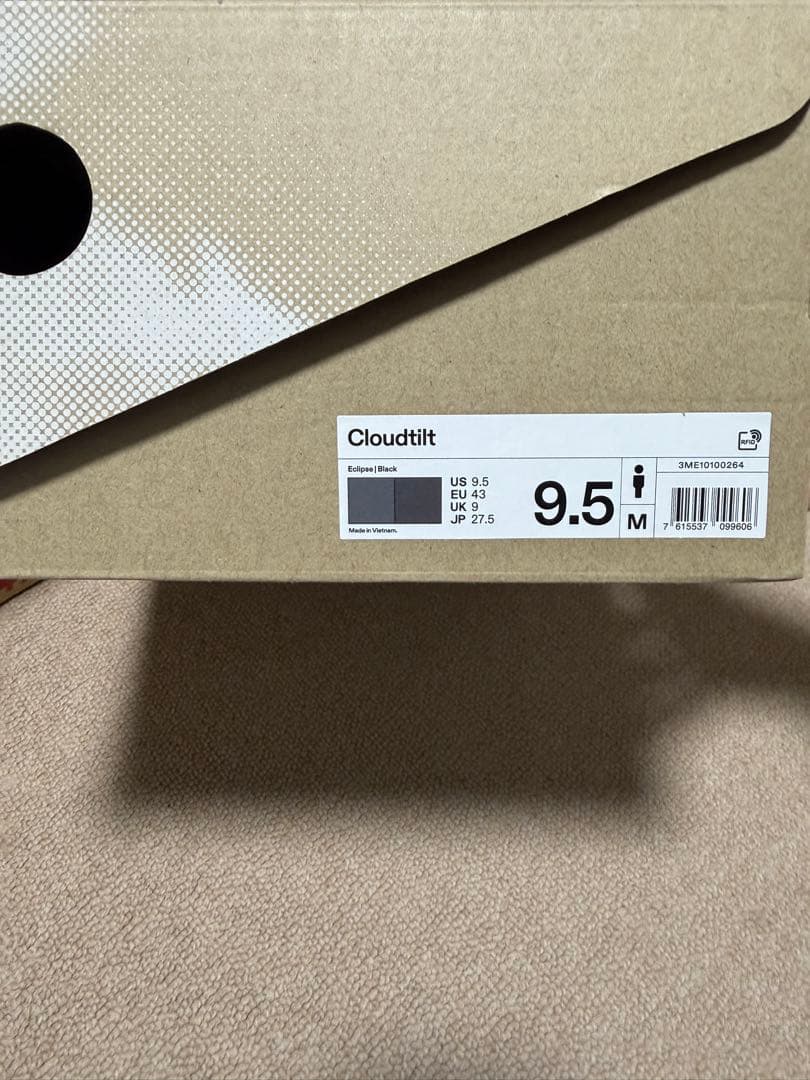 Cloudtilt
RFID
Eclipse | Black
US 9.5
EU 43
UK 9
JP 27.5
Made in Vietnam.
9.5
M
3ME10100264
7 615537 099606